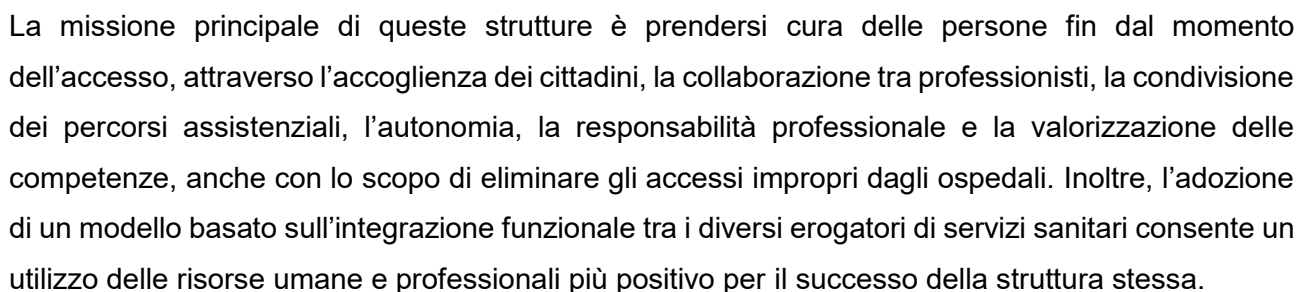 La missione principale di queste strutture è prendersi cura delle persone fin dal momento
dell’accesso, attraverso l’accoglienza dei cittadini, la collaborazione tra professionisti, la condivisione
dei percorsi assistenziali, l’autonomia, la responsabilità professionale e la valorizzazione delle
competenze, anche con lo scopo di eliminare gli accessi impropri dagli ospedali. Inoltre, l’adozione
di un modello basato sull’integrazione funzionale tra i diversi erogatori di servizi sanitari consente un
utilizzo delle risorse umane e professionali più positivo per il successo della struttura stessa.